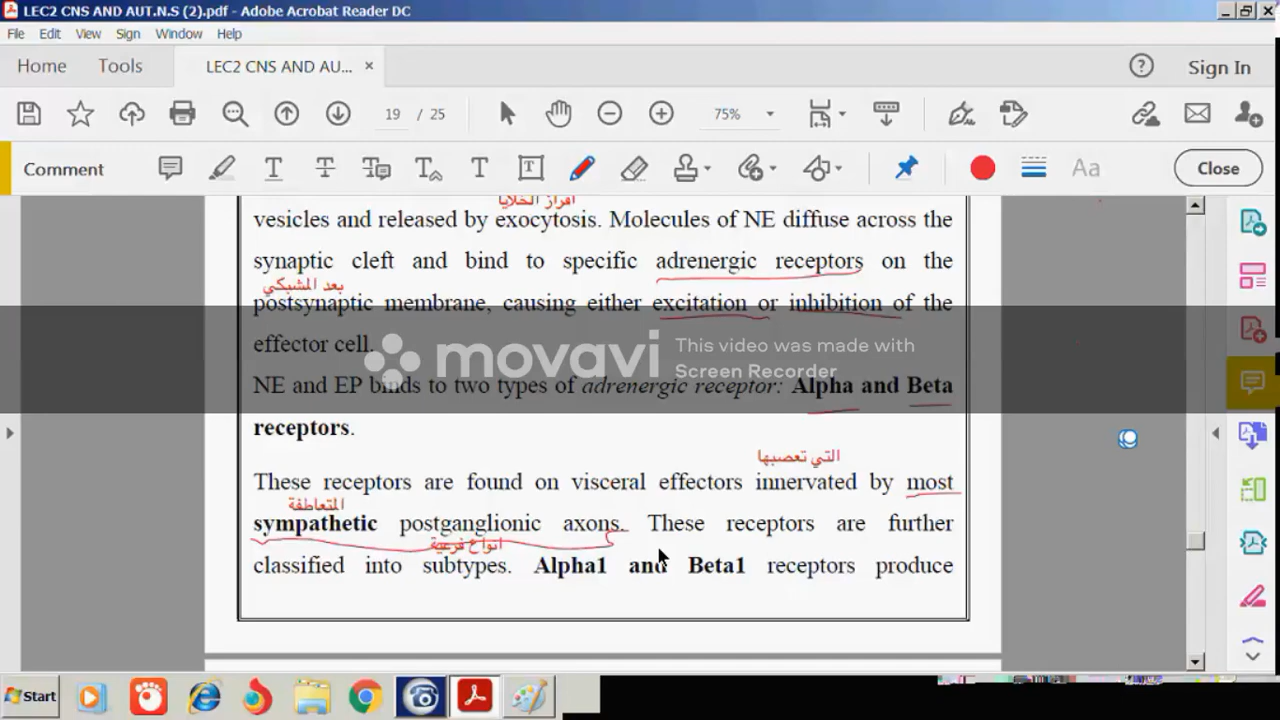 LEC2 CNS AND AUT.N.S (2).pdf - Adobe Acrobat Reader DC
File Edit View Sign Window Help
Home Tools LEC2 CNS AND AU... × Sign In
19 / 25 75%
Comment Close
افراز الخلايا
vesicles and released by exocytosis. Molecules of NE diffuse across the
synaptic cleft and bind to specific adrenergic receptors on the
بعد المشبكي
postsynaptic membrane, causing either excitation or inhibition of the
effector cell.
movavi This video was made with
Screen Recorder
NE and EP binds to two types of adrenergic receptor: Alpha and Beta
receptors.
التي تعصبها
These receptors are found on visceral effectors innervated by most
المتعاطفة
sympathetic postganglionic axons. These receptors are further
انواع فرعية
classified into subtypes. Alpha1 and Beta1 receptors produce
Start